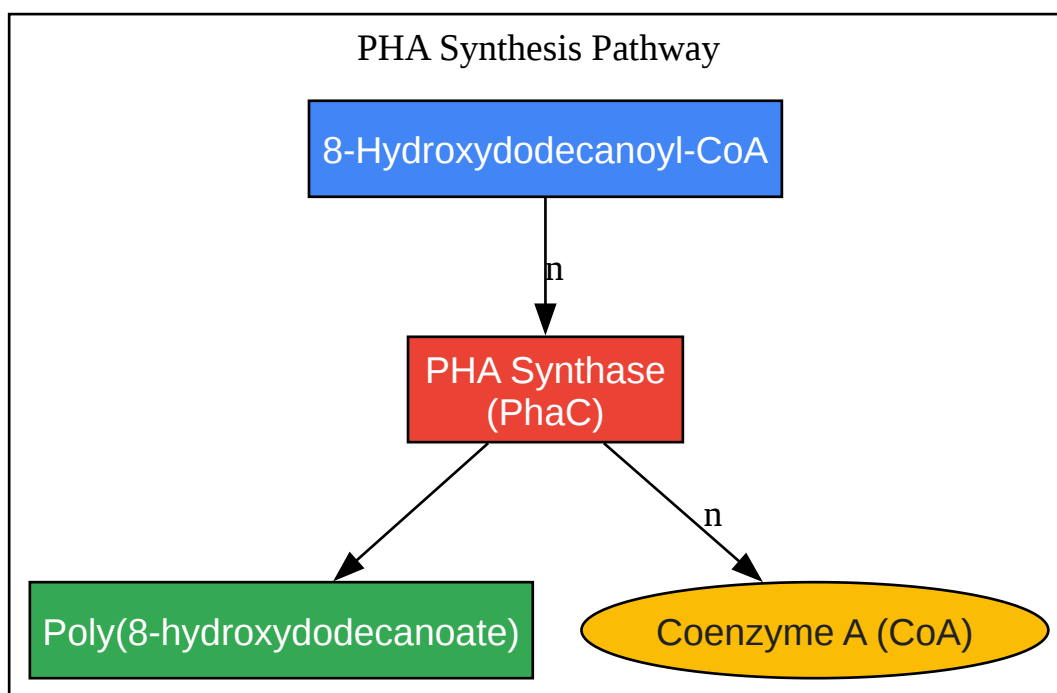 PHA Synthesis Pathway
8-Hydroxydodecanoyl-CoA
n
PHA Synthase
(PhaC)
n
Poly(8-hydroxydodecanoate)
Coenzyme A (CoA)